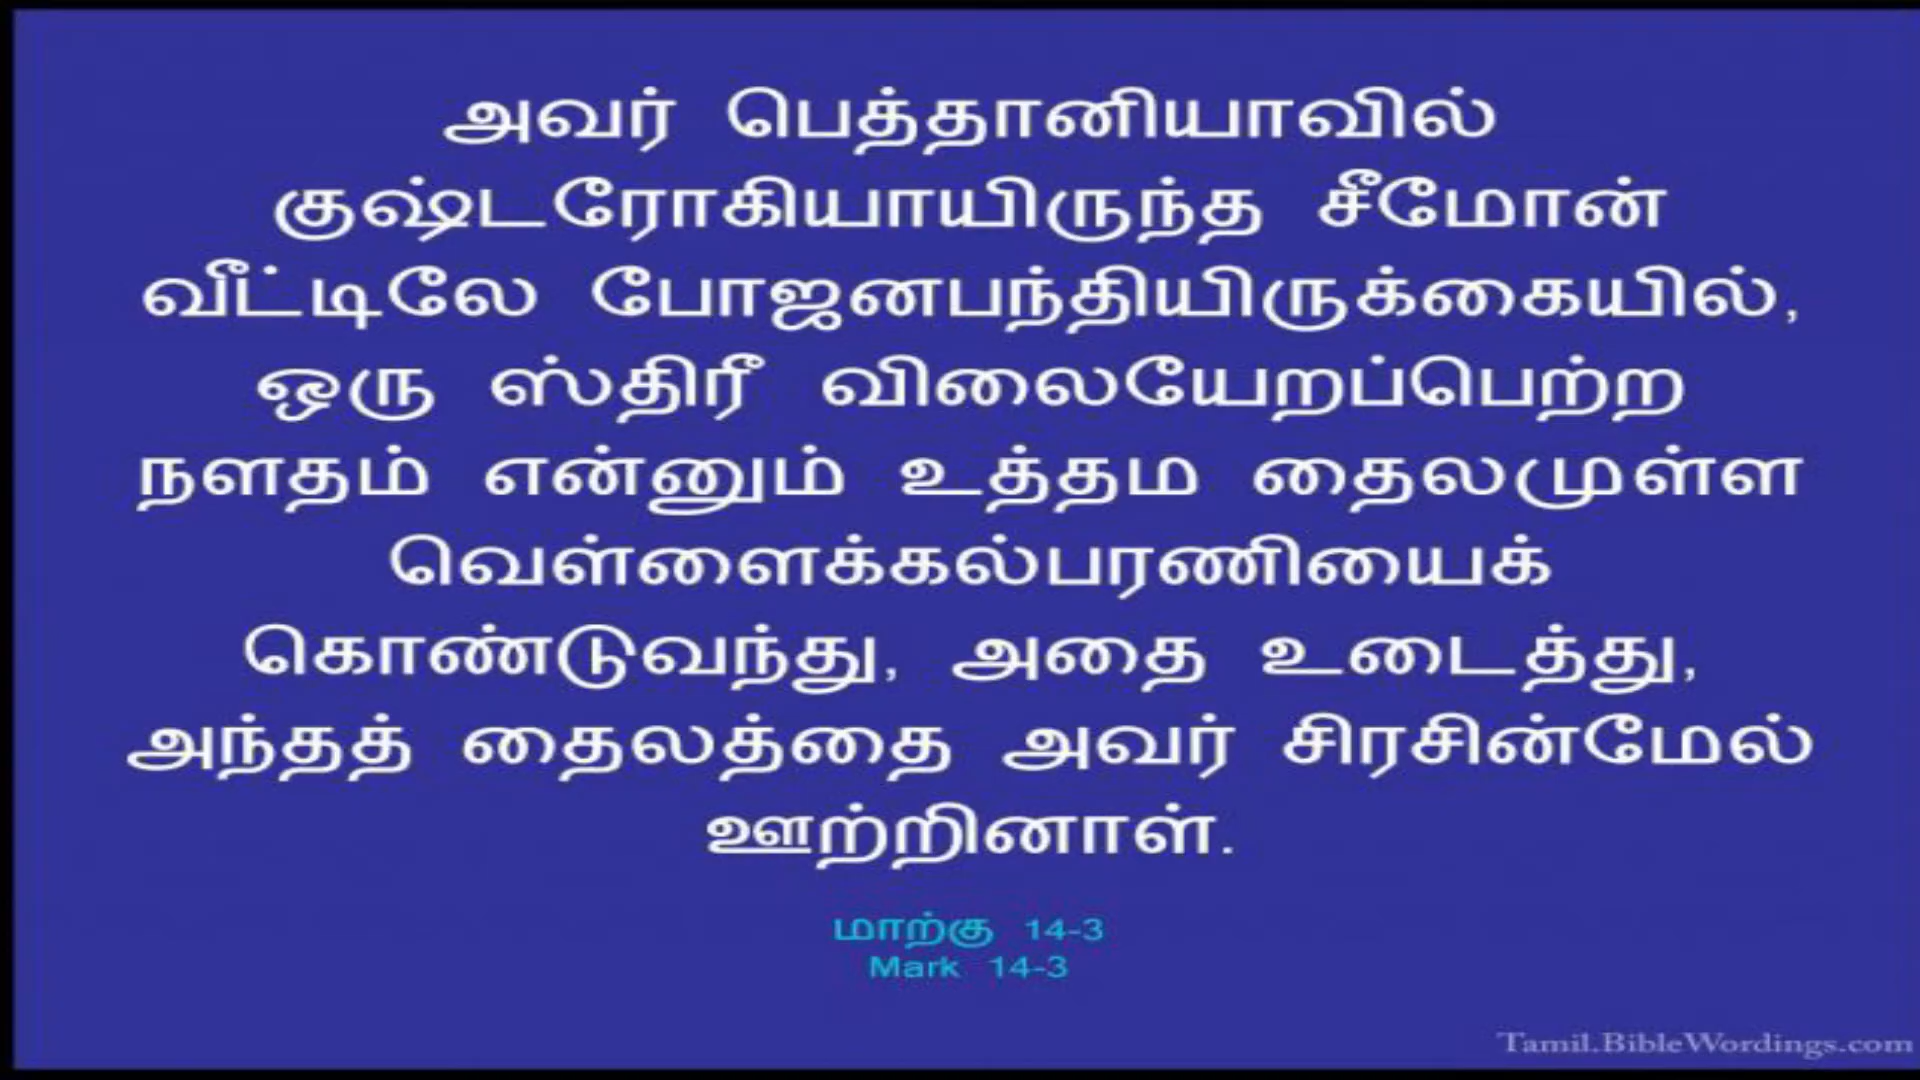 அவர் பெத்தானியாவில்
குஷ்டரோகியாயிருந்த சீமோன்
வீட்டிலே போஜனபந்தியிருக்கையில்,
ஒரு ஸ்திரீ விலையேறப்பெற்ற
நளதம் என்னும் உத்தம தைலமுள்ள
வெள்ளைக்கல்பரணியைக்
கொண்டுவந்து, அதை உடைத்து,
அந்தத் தைலத்தை அவர் சிரசின்மேல்
ஊற்றினாள்.
மாற்கு 14-3
Mark 14-3
Tamil.BibleWordings.com